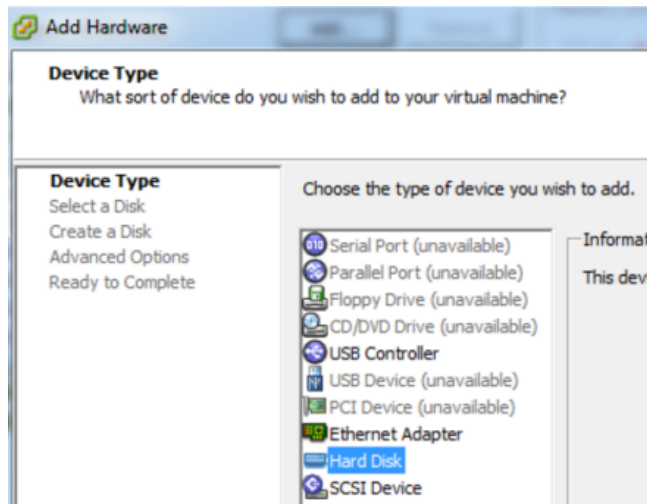 Add Hardware
Device Type
What sort of device do you wish to add to your virtual machine?
Device Type
Select a Disk
Create a Disk
Advanced Options
Ready to Complete
Choose the type of device you wish to add.
Serial Port (unavailable)
Parallel Port (unavailable)
Floppy Drive (unavailable)
CD/DVD Drive (unavailable)
USB Controller
USB Device (unavailable)
PCI Device (unavailable)
Ethernet Adapter
Hard Disk
SCSI Device
Informat
This devi